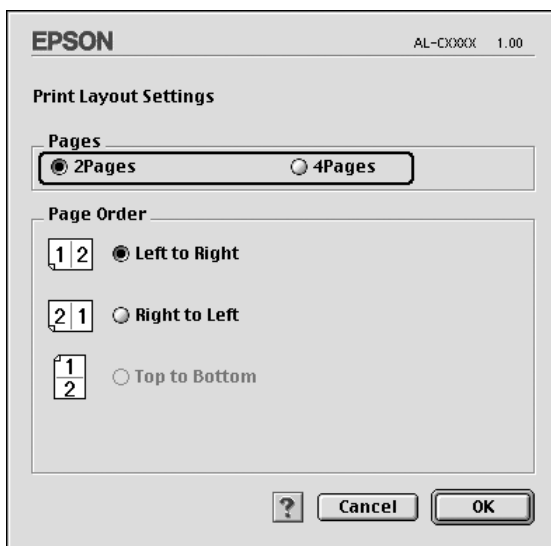 EPSON AL-CXXXX 1.00
Print Layout Settings
Pages
2Pages 4Pages
Page Order
1 2 Left to Right
2 1 Right to Left
1
2
Top to Bottom
? Cancel OK